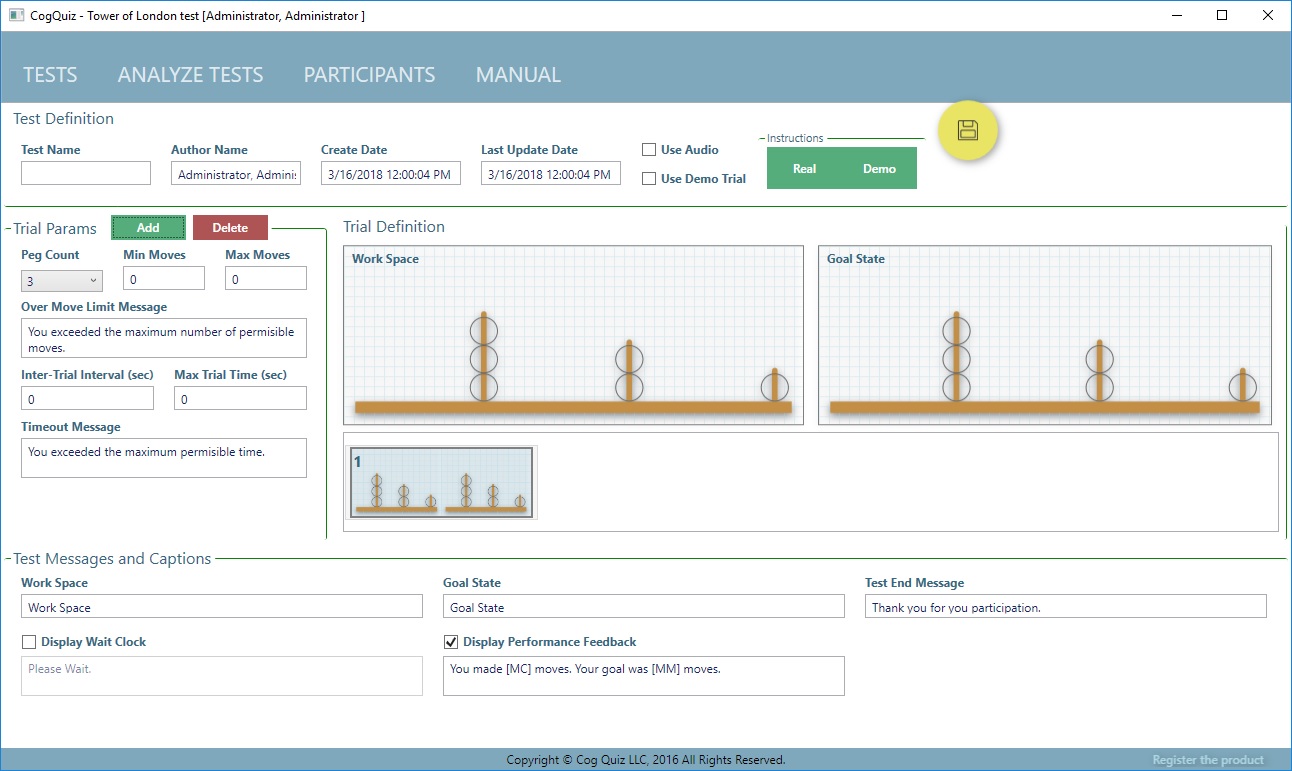 CogQuiz - Tower of London test [Administrator, Administrator ]
TESTS ANALYZE TESTS PARTICIPANTS MANUAL
Test Definition
Test Name Author Name Create Date Last Update Date Use Audio Instructions
Administrator, Adminis 3/16/2018 12:00:04 PM 3/16/2018 12:00:04 PM Use Demo Trial Real Demo
Trial Params Add Delete
Peg Count Min Moves Max Moves
3 0 0
Over Move Limit Message
You exceeded the maximum number of permisible
moves.
Inter-Trial Interval (sec) Max Trial Time (sec)
0 0
Timeout Message
You exceeded the maximum permisible time.
Trial Definition
Work Space Goal State
1
Test Messages and Captions
Work Space Goal State Test End Message
Work Space Goal State Thank you for you participation.
Display Wait Clock Display Performance Feedback
Please Wait. You made [MC] moves. Your goal was [MM] moves.
Copyright © Cog Quiz LLC, 2016 All Rights Reserved. Register the product